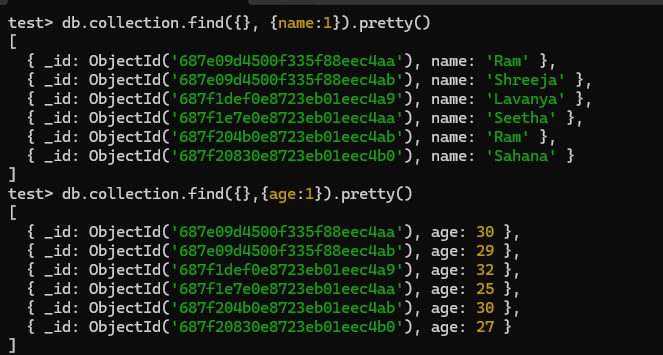 test> db.collection.find({}, {name:1}).pretty()
[
  { _id: ObjectId('687e09d4500f335f88eec4aa'), name: 'Ram' },
  { _id: ObjectId('687e09d4500f335f88eec4ab'), name: 'Shreeja' },
  { _id: ObjectId('687f1def0e8723eb01eec4a9'), name: 'Lavanya' },
  { _id: ObjectId('687f1e7e0e8723eb01eec4aa'), name: 'Seetha' },
  { _id: ObjectId('687f204b0e8723eb01eec4ab'), name: 'Ram' },
  { _id: ObjectId('687f20830e8723eb01eec4b0'), name: 'Sahana' }
]
test> db.collection.find({},{age:1}).pretty()
[
  { _id: ObjectId('687e09d4500f335f88eec4aa'), age: 30 },
  { _id: ObjectId('687e09d4500f335f88eec4ab'), age: 29 },
  { _id: ObjectId('687f1def0e8723eb01eec4a9'), age: 32 },
  { _id: ObjectId('687f1e7e0e8723eb01eec4aa'), age: 25 },
  { _id: ObjectId('687f204b0e8723eb01eec4ab'), age: 30 },
  { _id: ObjectId('687f20830e8723eb01eec4b0'), age: 27 }
]